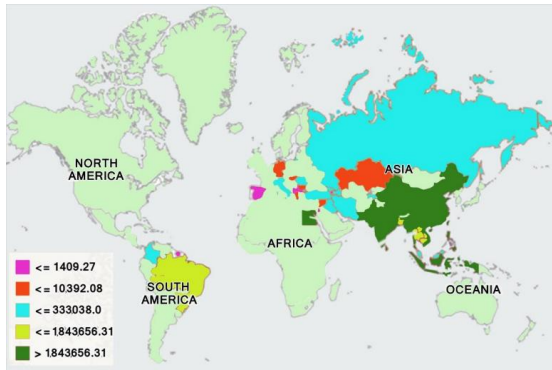 NORTH
AMERICA
ASIA
AFRICA
SOUTH
AMERICA
OCEANIA
<= 1409.27
<= 10392.08
<= 333038.0
<= 1843656.31
> 1843656.31